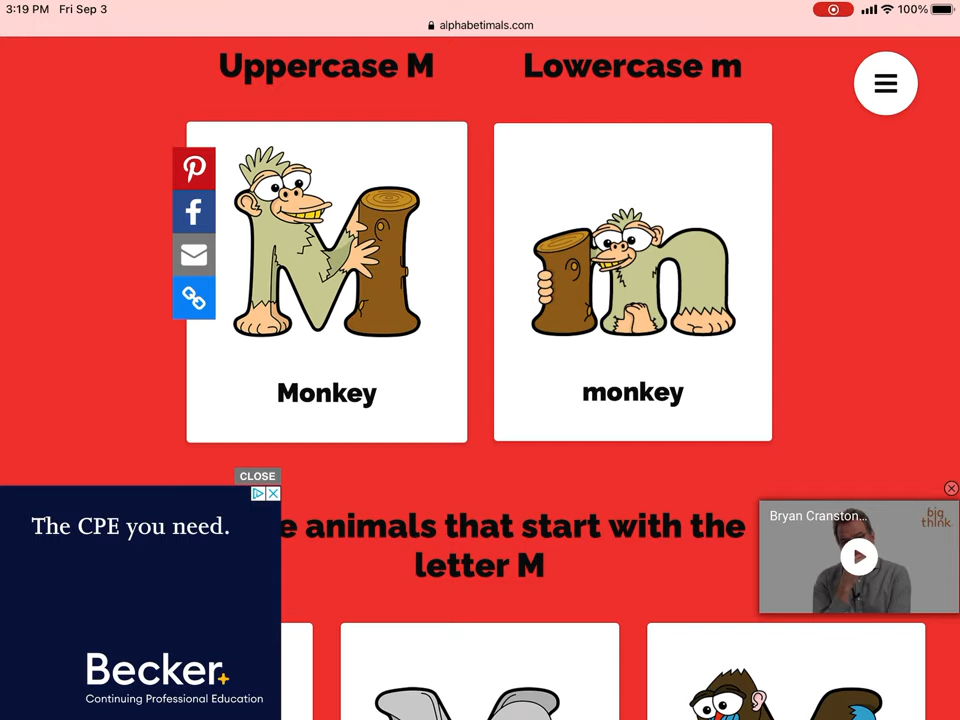 3:19 PM Fri Sep 3
100%
alphabetimals.com
Uppercase M
Lowercase m
Monkey
monkey
CLOSE
The CPE you need.
e animals that start with the
letter M
Bryan Cranston...
big
think
Becker+
Continuing Professional Education